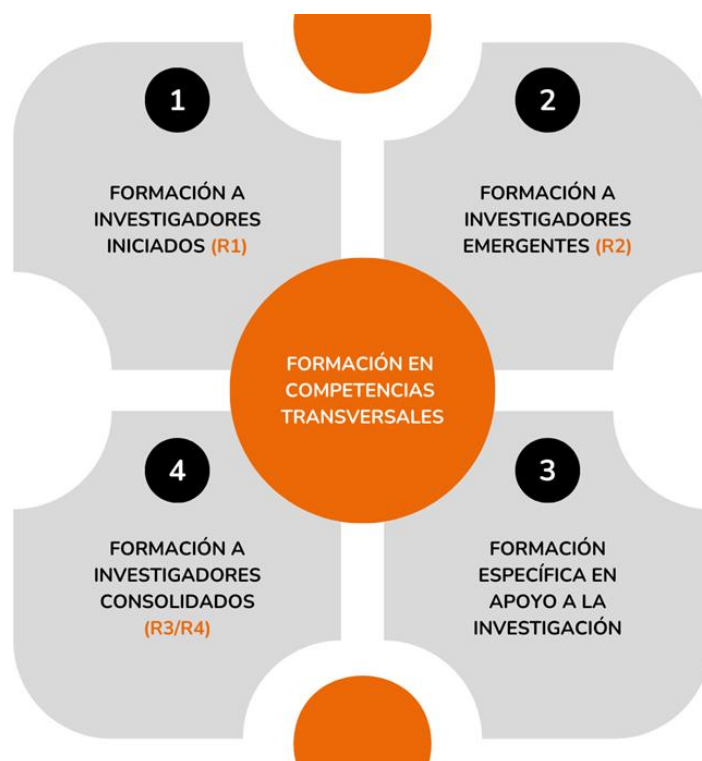 1
FORMACIÓN A
INVESTIGADORES
INICIADOS (R1)
2
FORMACIÓN A
INVESTIGADORES
EMERGENTES (R2)
FORMACIÓN EN
COMPETENCIAS
TRANSVERSALES
4
FORMACIÓN A
INVESTIGADORES
CONSOLIDADOS
(R3/R4)
3
FORMACIÓN
ESPECÍFICA EN
APOYO A LA
INVESTIGACIÓN